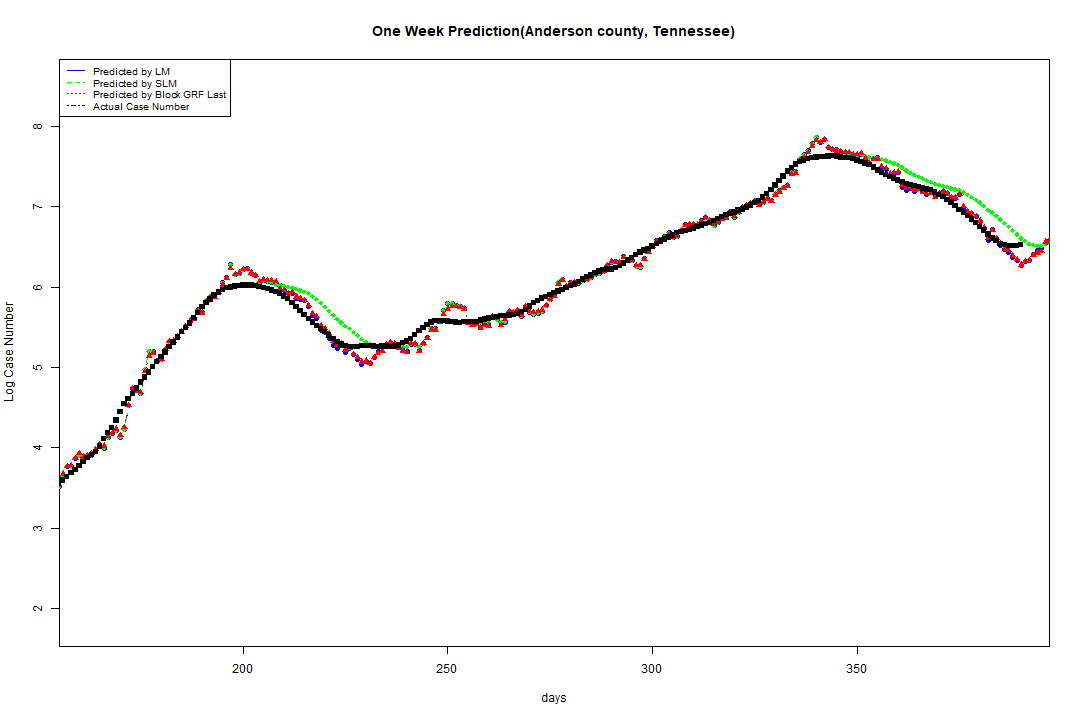 One Week Prediction(Anderson county, Tennessee)
Predicted by LM
Predicted by SLM
Predicted by Block GRF Last
Actual Case Number
8
7
6
5
4
3
2
Log Case Number
200 250 300 350
days